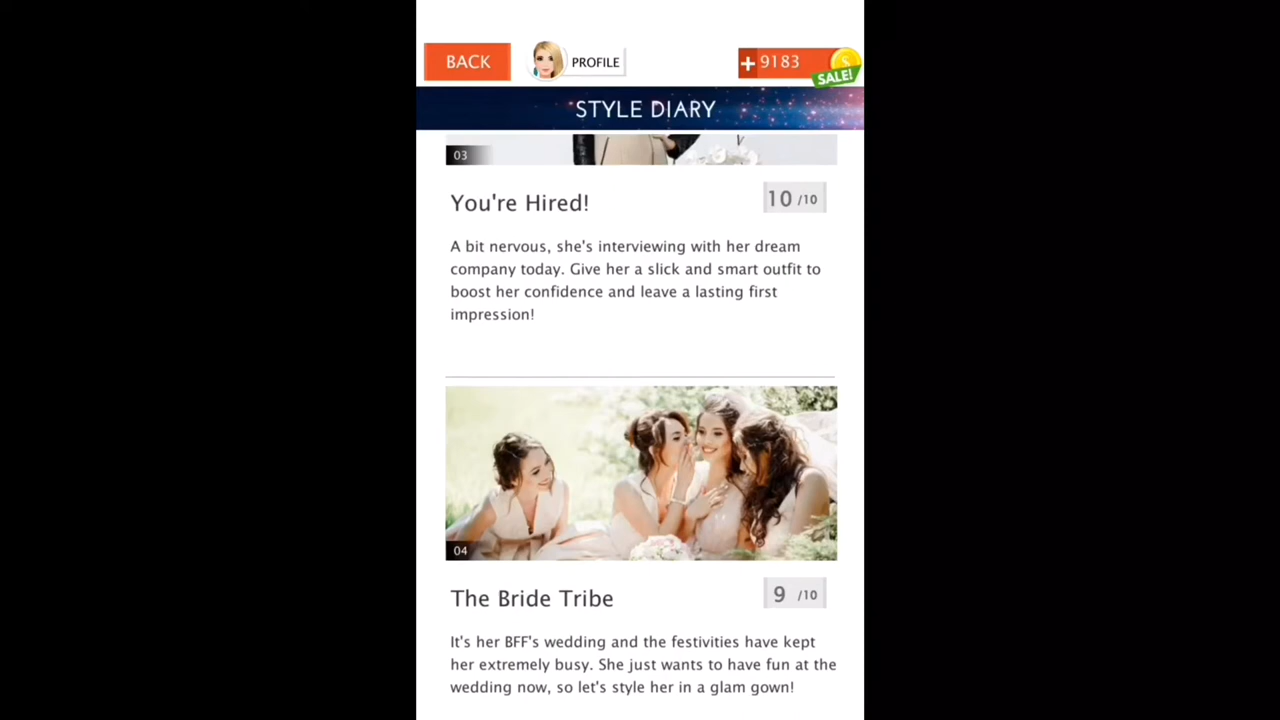 BACK
PROFILE
+ 9183
SALE!
STYLE DIARY
03
You're Hired!
10 /10
A bit nervous, she's interviewing with her dream
company today. Give her a slick and smart outfit to
boost her confidence and leave a lasting first
impression!
04
The Bride Tribe
9 /10
It's her BFF's wedding and the festivities have kept
her extremely busy. She just wants to have fun at the
wedding now, so let's style her in a glam gown!